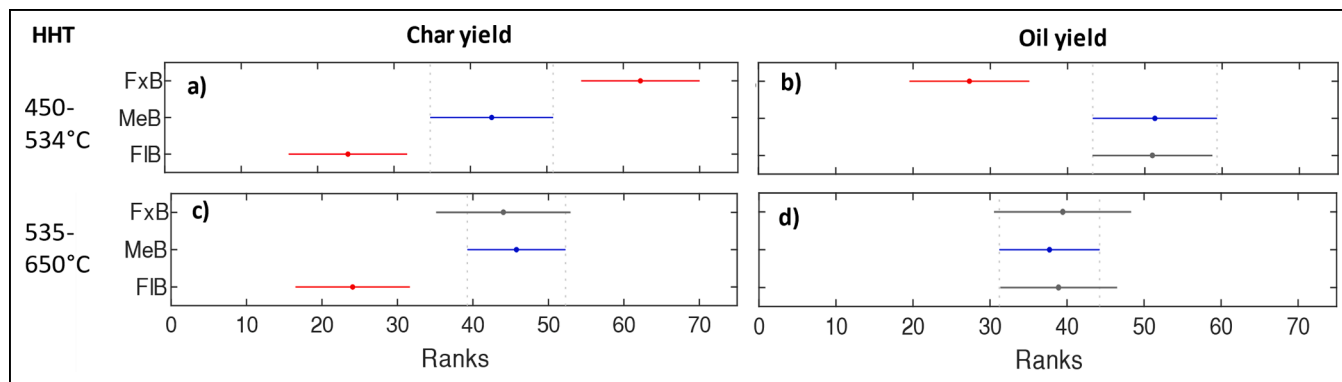 HHT
Char yield
Oil yield
450-
534°C
FxB
MeB
FlB
a)
b)
535-
650°C
FxB
MeB
FlB
c)
d)
0 10 20 30 40 50 60 70
0 10 20 30 40 50 60 70
Ranks
Ranks